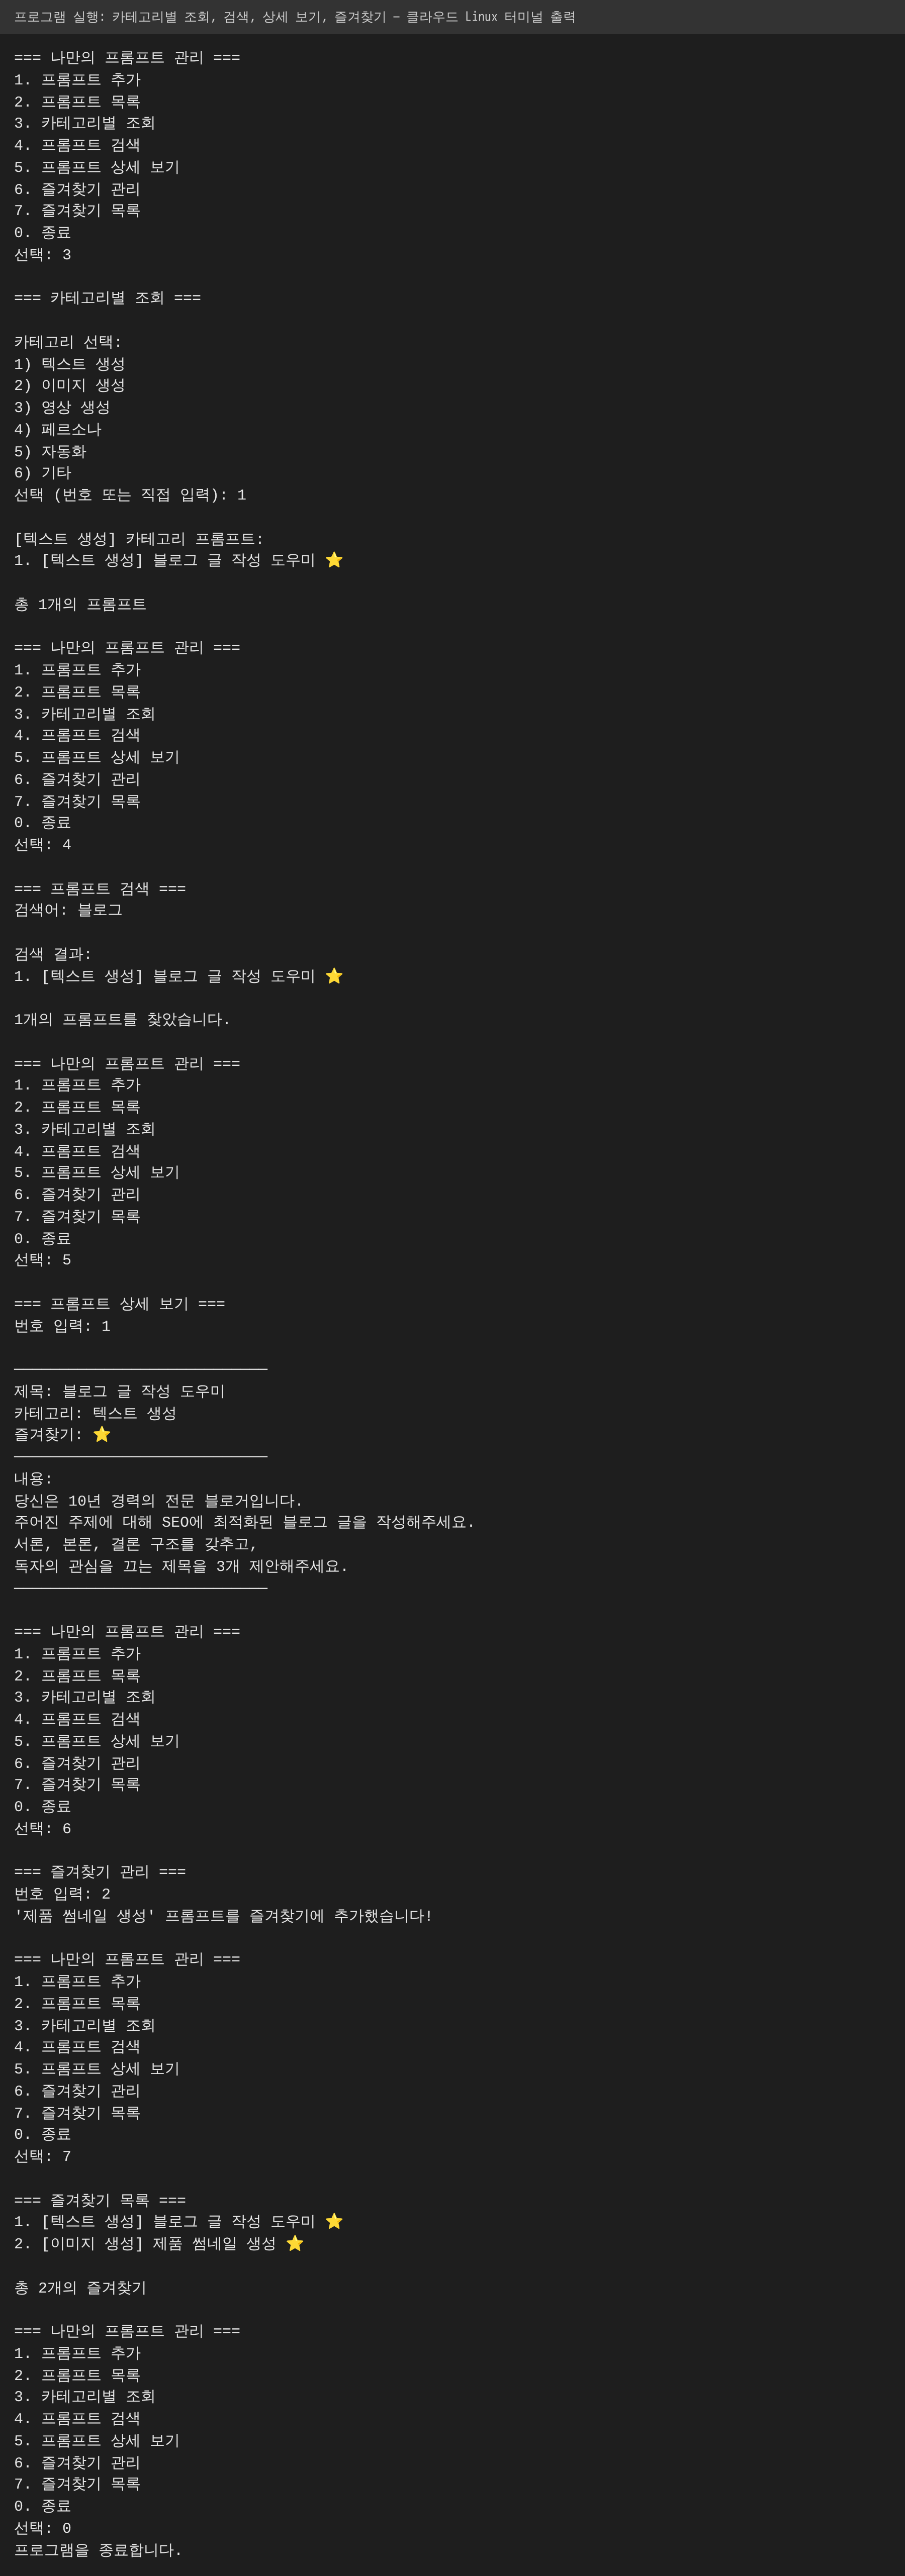 프로그램 실행: 카테고리별 조회, 검색, 상세 보기, 즐겨찾기 — 클라우드 Linux 터미널 출력
=== 나만의 프롬프트 관리 ===
1. 프롬프트 추가
2. 프롬프트 목록
3. 카테고리별 조회
4. 프롬프트 검색
5. 프롬프트 상세 보기
6. 즐겨찾기 관리
7. 즐겨찾기 목록
0. 종료
선택: 3
=== 카테고리별 조회 ===
카테고리 선택:
1) 텍스트 생성
2) 이미지 생성
3) 영상 생성
4) 페르소나
5) 자동화
6) 기타
선택 (번호 또는 직접 입력): 1
[텍스트 생성] 카테고리 프롬프트:
1. [텍스트 생성] 블로그 글 작성 도우미 ⭐
총 1개의 프롬프트
=== 나만의 프롬프트 관리 ===
1. 프롬프트 추가
2. 프롬프트 목록
3. 카테고리별 조회
4. 프롬프트 검색
5. 프롬프트 상세 보기
6. 즐겨찾기 관리
7. 즐겨찾기 목록
0. 종료
선택: 4
=== 프롬프트 검색 ===
검색어: 블로그
검색 결과:
1. [텍스트 생성] 블로그 글 작성 도우미 ⭐
1개의 프롬프트를 찾았습니다.
=== 나만의 프롬프트 관리 ===
1. 프롬프트 추가
2. 프롬프트 목록
3. 카테고리별 조회
4. 프롬프트 검색
5. 프롬프트 상세 보기
6. 즐겨찾기 관리
7. 즐겨찾기 목록
0. 종료
선택: 5
=== 프롬프트 상세 보기 ===
번호 입력: 1
제목: 블로그 글 작성 도우미
카테고리: 텍스트 생성
즐겨찾기: ⭐
내용:
당신은 10년 경력의 전문 블로거입니다.
주어진 주제에 대해 SEO에 최적화된 블로그 글을 작성해주세요.
서론, 본론, 결론 구조를 갖추고,
독자의 관심을 끄는 제목을 3개 제안해주세요.
=== 나만의 프롬프트 관리 ===
1. 프롬프트 추가
2. 프롬프트 목록
3. 카테고리별 조회
4. 프롬프트 검색
5. 프롬프트 상세 보기
6. 즐겨찾기 관리
7. 즐겨찾기 목록
0. 종료
선택: 6
=== 즐겨찾기 관리 ===
번호 입력: 2
'제품 썸네일 생성' 프롬프트를 즐겨찾기에 추가했습니다!
=== 나만의 프롬프트 관리 ===
1. 프롬프트 추가
2. 프롬프트 목록
3. 카테고리별 조회
4. 프롬프트 검색
5. 프롬프트 상세 보기
6. 즐겨찾기 관리
7. 즐겨찾기 목록
0. 종료
선택: 7
=== 즐겨찾기 목록 ===
1. [텍스트 생성] 블로그 글 작성 도우미 ⭐
2. [이미지 생성] 제품 썸네일 생성 ⭐
총 2개의 즐겨찾기
=== 나만의 프롬프트 관리 ===
1. 프롬프트 추가
2. 프롬프트 목록
3. 카테고리별 조회
4. 프롬프트 검색
5. 프롬프트 상세 보기
6. 즐겨찾기 관리
7. 즐겨찾기 목록
0. 종료
선택: 0
프로그램을 종료합니다.